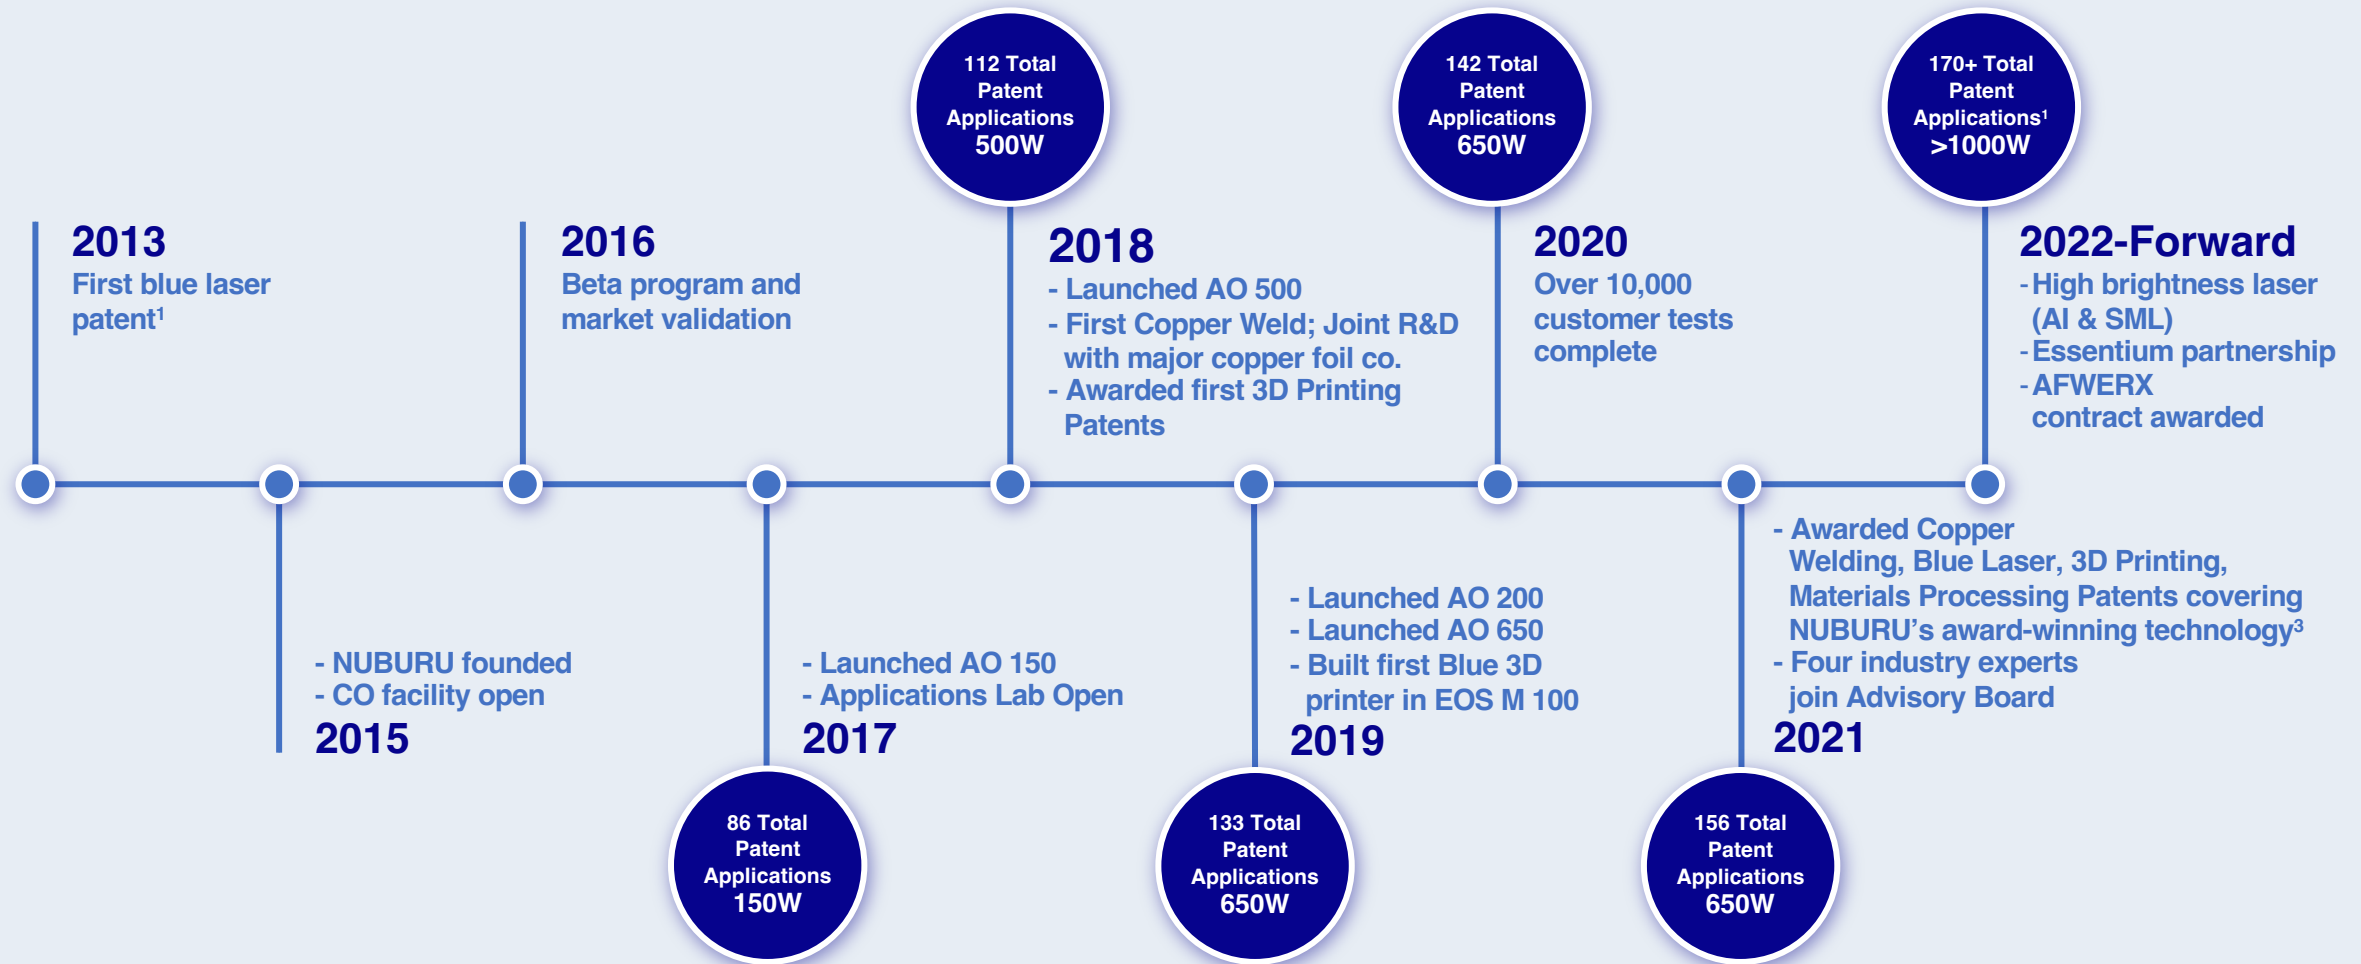 2013
First blue laser
patent¹
- NUBURU founded
- CO facility open
2015
2016
Beta program and
market validation
- Launched AO 150
- Applications Lab Open
2017
86 Total
Patent
Applications
150W
112 Total
Patent
Applications
500W
2018
- Launched AO 500
- First Copper Weld; Joint R&D
with major copper foil co.
- Awarded first 3D Printing
Patents
- Launched AO 200
- Launched AO 650
- Built first Blue 3D
printer in EOS M 100
2019
133 Total
Patent
Applications
650W
142 Total
Patent
Applications
650W
2020
Over 10,000
customer tests
complete
- Awarded Copper
Welding, Blue Laser, 3D Printing,
Materials Processing Patents covering
NUBURU’s award-winning technology³
- Four industry experts
join Advisory Board
2021
156 Total
Patent
Applications
650W
170+ Total
Patent
Applications¹
>1000W
2022-Forward
- High brightness laser
(AI & SML)
- Essentium partnership
- AFWERX
contract awarded